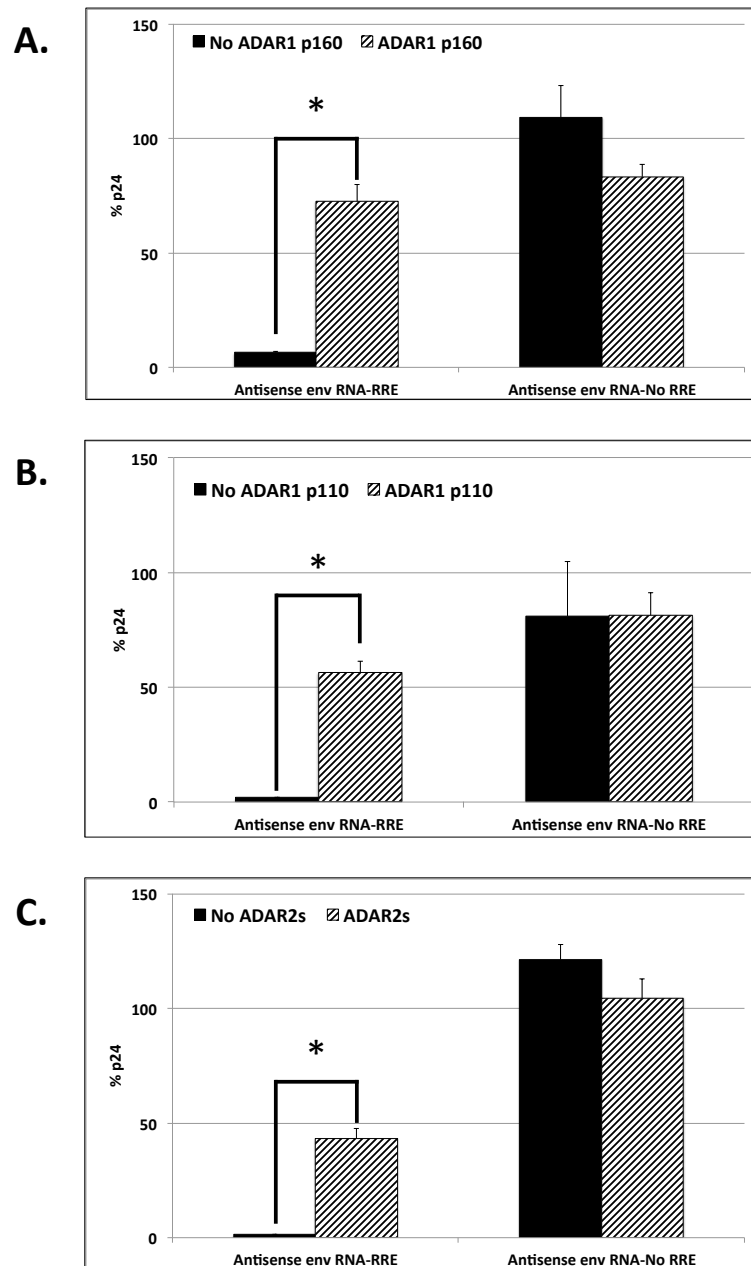 A.
150
No ADAR1 p160 ADAR1 p160
*
100
% p24
50
0
Antisense env RNA-RRE Antisense env RNA-No RRE
B.
150
No ADAR1 p110 ADAR1 p110
*
100
% p24
50
0
Antisense env RNA-RRE Antisense env RNA-No RRE
C.
150
No ADAR2s ADAR2s
*
100
% p24
50
0
Antisense env RNA-RRE Antisense env RNA-No RRE